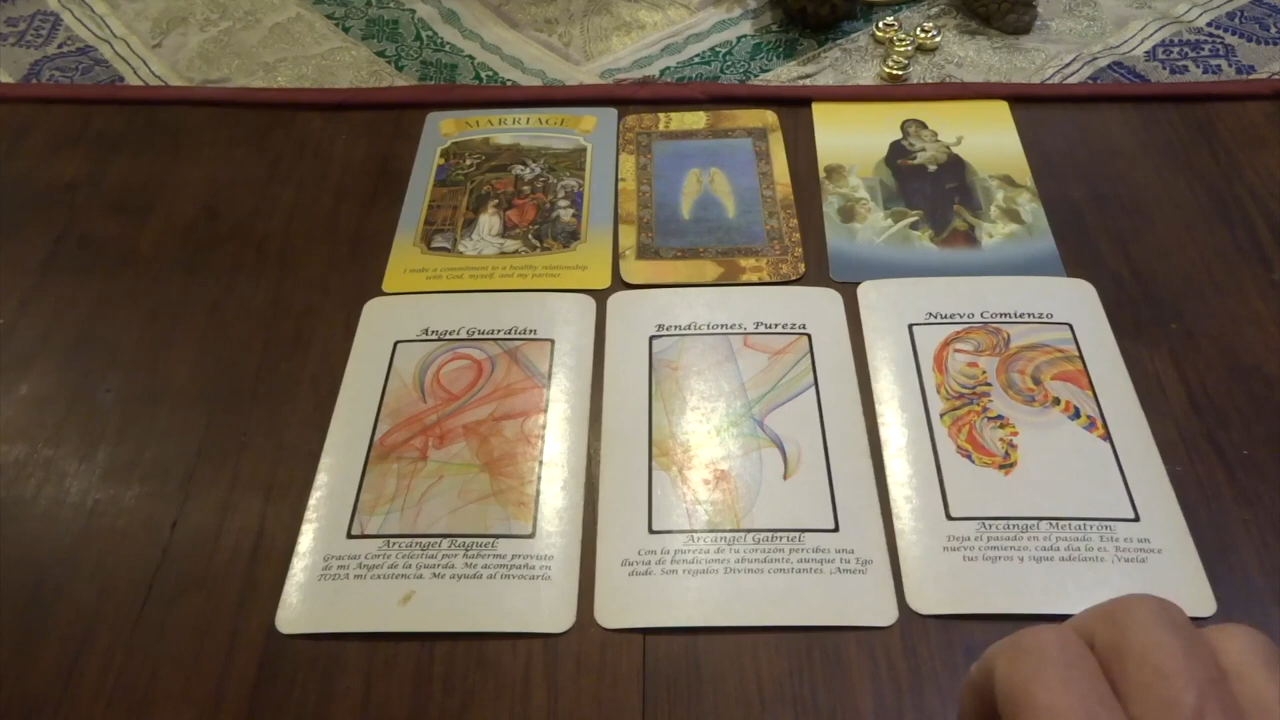 MARRIAGE
I make a commitment to a healthy relationship
with God, myself, and my partner.
Ángel Guardián
Arcángel Raguel:
Gracias Corte Celestial por haberme provisto
de mi Ángel de la Guarda. Me acompaña en
TODA mi existencia. Me ayuda al invocarlo.
Bendiciones, Pureza
Arcángel Gabriel:
Con la pureza de tu corazón percibes una
lluvia de bendiciones abundante, aunque tu Ego
dude. Son regalos Divinos constantes. ¡Amén!
Nuevo Comienzo
Arcángel Metatrón:
Deja el pasado en el pasado. Este es un
nuevo comienzo, cada día lo es. Reconoce
tus logros y sigue adelante. ¡Vuela!